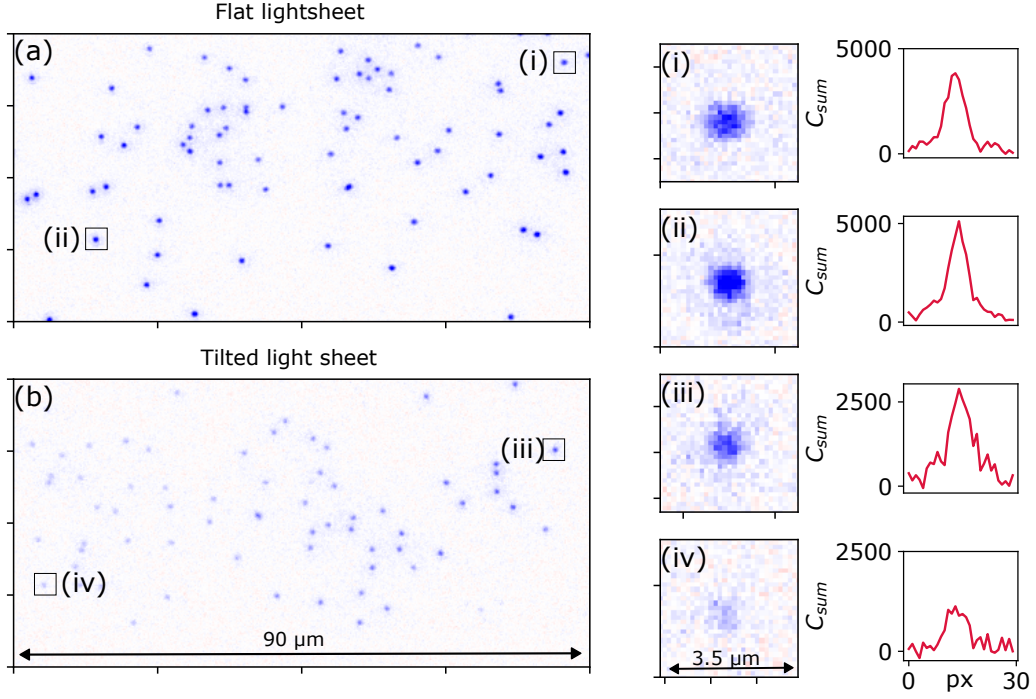 Flat lightsheet
(a)
(i)
(ii)
Tilted light sheet
(b)
(iii)
(iv)
90 μm
(i)
C_sum
5000
0
(ii)
C_sum
5000
0
(iii)
C_sum
2500
0
(iv)
3.5 μm
C_sum
2500
0
0
px
30